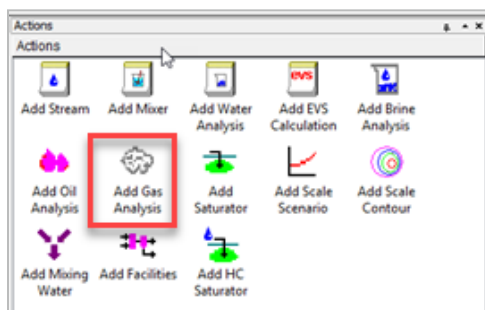 Actions
Actions
evs
Add Stream Add Mixer Add Water Add EVS Add Brine
Analysis Calculation Analysis
Add Oil Add Gas Add Add Scale Add Scale
Analysis Analysis Saturator Scenario Contour
Add Mixing Add Facilities Add HC
Water Saturator